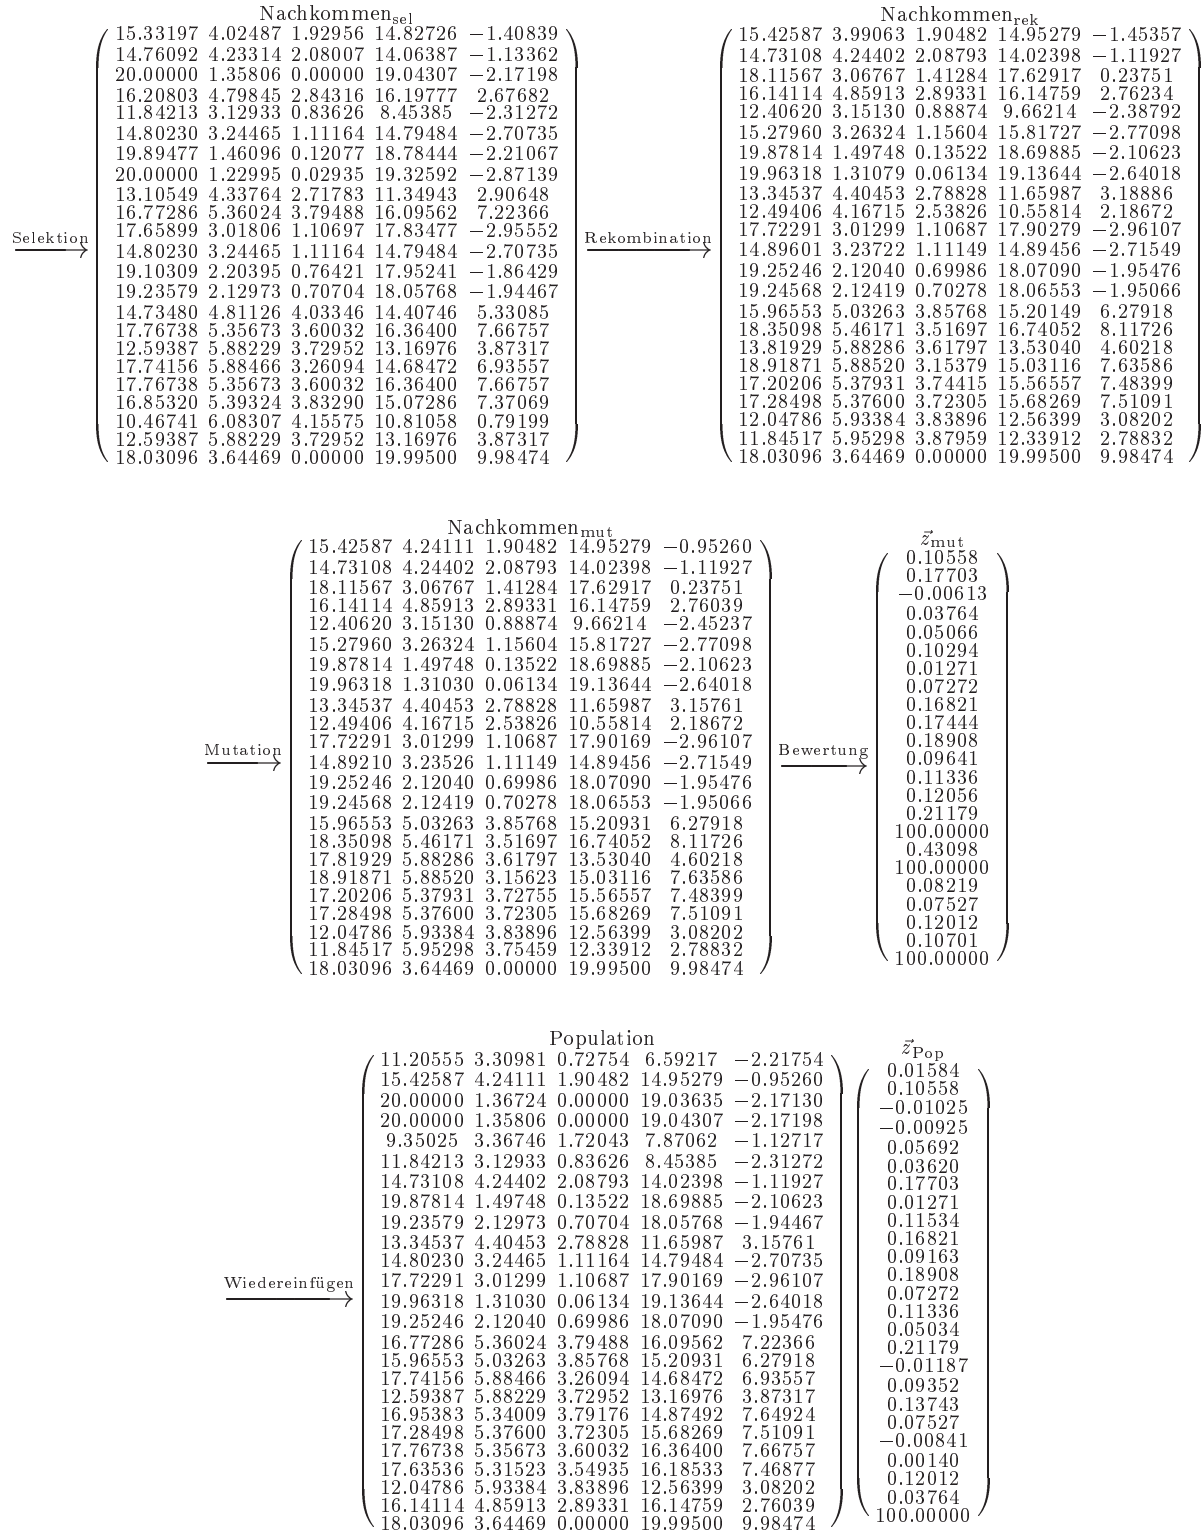 Nachkommen_sel
15.33197 4.02487 1.92956 14.82726 −1.40839
14.76092 4.23314 2.08007 14.06387 −1.13362
20.00000 1.35806 0.00000 19.04307 −2.17198
16.20803 4.79845 2.84316 16.19777 2.67682
11.84213 3.12933 0.83626 8.45385 −2.31272
14.80230 3.24465 1.11164 14.79484 −2.70735
19.89477 1.46096 0.12077 18.78444 −2.21067
20.00000 1.22995 0.02935 19.32592 −2.87139
13.10549 4.33764 2.71783 11.34943 2.90648
16.77286 5.36024 3.79488 16.09562 7.22366
17.65899 3.01806 1.10697 17.83477 −2.95552
14.80230 3.24465 1.11164 14.79484 −2.70735
19.10309 2.20395 0.76421 17.95241 −1.86429
19.23579 2.12973 0.70704 18.05768 −1.94467
14.73480 4.81126 4.03346 14.40746 5.33085
17.76738 5.35673 3.60032 16.36400 7.66757
12.59387 5.88229 3.72952 13.16976 3.87317
17.74156 5.88466 3.26094 14.68472 6.93557
17.76738 5.35673 3.60032 16.36400 7.66757
16.85320 5.39324 3.83290 15.07286 7.37069
10.46741 6.08307 4.15575 10.81058 0.79199
12.59387 5.88229 3.72952 13.16976 3.87317
18.03096 3.64469 0.00000 19.99500 9.98474
Selektion
Nachkommen_rek
15.42587 3.99063 1.90482 14.95279 −1.45357
14.73108 4.24402 2.08793 14.02398 −1.11927
18.11567 3.06767 1.41284 17.62917 0.23751
16.14114 4.85913 2.89331 16.14759 2.76234
12.40620 3.15130 0.88874 9.66214 −2.38792
15.27960 3.26324 1.15604 15.81727 −2.77098
19.87814 1.49748 0.13522 18.69885 −2.10623
19.96318 1.31079 0.06134 19.13644 −2.64018
13.34537 4.40453 2.78828 11.65987 3.18886
12.49406 4.16715 2.53826 10.55814 2.18672
17.72291 3.01299 1.10687 17.90279 −2.96107
14.89601 3.23722 1.11149 14.89456 −2.71549
19.25246 2.12040 0.69986 18.07090 −1.95476
19.24568 2.12419 0.70278 18.06553 −1.95066
15.96553 5.03263 3.85768 15.20149 6.27918
18.35098 5.46171 3.51697 16.74052 8.11726
13.81929 5.88286 3.61797 13.53040 4.60218
18.91871 5.88520 3.15379 15.03116 7.63586
17.20206 5.37931 3.74415 15.56557 7.48399
17.28498 5.37600 3.72305 15.68269 7.51091
12.04786 5.93384 3.83896 12.56399 3.08202
11.84517 5.95298 3.87959 12.33912 2.78832
18.03096 3.64469 0.00000 19.99500 9.98474
Rekombination
Nachkommen_mut
15.42587 4.24111 1.90482 14.95279 −0.95260
14.73108 4.24402 2.08793 14.02398 −1.11927
18.11567 3.06767 1.41284 17.62917 0.23751
16.14114 4.85913 2.89331 16.14759 2.76039
12.40620 3.15130 0.88874 9.66214 −2.45237
15.27960 3.26324 1.15604 15.81727 −2.77098
19.87814 1.49748 0.13522 18.69885 −2.10623
19.96318 1.31030 0.06134 19.13644 −2.64018
13.34537 4.40453 2.78828 11.65987 3.15761
12.49406 4.16715 2.53826 10.55814 2.18672
17.72291 3.01299 1.10687 17.90169 −2.96107
14.89210 3.23526 1.11149 14.89456 −2.71549
19.25246 2.12040 0.69986 18.07090 −1.95476
19.24568 2.12419 0.70278 18.06553 −1.95066
15.96553 5.03263 3.85768 15.20931 6.27918
18.35098 5.46171 3.51697 16.74052 8.11726
17.81929 5.88286 3.61797 13.53040 4.60218
18.91871 5.88520 3.15623 15.03116 7.63586
17.20206 5.37931 3.72755 15.56557 7.48399
17.28498 5.37600 3.72305 15.68269 7.51091
12.04786 5.93384 3.83896 12.56399 3.08202
11.84517 5.95298 3.75459 12.33912 2.78832
18.03096 3.64469 0.00000 19.99500 9.98474
Mutation
z⃗_mut
0.10558
0.17703
−0.00613
0.03764
0.05066
0.10294
0.01271
0.07272
0.16821
0.17444
0.18908
0.09641
0.11336
0.12056
0.21179
100.00000
0.43098
100.00000
0.08219
0.07527
0.12012
0.10701
100.00000
Bewertung
Population
11.20555 3.30981 0.72754 6.59217 −2.21754
15.42587 4.24111 1.90482 14.95279 −0.95260
20.00000 1.36724 0.00000 19.03635 −2.17130
20.00000 1.35806 0.00000 19.04307 −2.17198
9.35025 3.36746 1.72043 7.87062 −1.12717
11.84213 3.12933 0.83626 8.45385 −2.31272
14.73108 4.24402 2.08793 14.02398 −1.11927
19.87814 1.49748 0.13522 18.69885 −2.10623
19.23579 2.12973 0.70704 18.05768 −1.94467
13.34537 4.40453 2.78828 11.65987 3.15761
14.80230 3.24465 1.11164 14.79484 −2.70735
17.72291 3.01299 1.10687 17.90169 −2.96107
19.96318 1.31030 0.06134 19.13644 −2.64018
19.25246 2.12040 0.69986 18.07090 −1.95476
16.77286 5.36024 3.79488 16.09562 7.22366
15.96553 5.03263 3.85768 15.20931 6.27918
17.74156 5.88466 3.26094 14.68472 6.93557
12.59387 5.88229 3.72952 13.16976 3.87317
16.95383 5.34009 3.79176 14.87492 7.64924
17.28498 5.37600 3.72305 15.68269 7.51091
17.76738 5.35673 3.60032 16.36400 7.66757
17.63536 5.31523 3.54935 16.18533 7.46877
12.04786 5.93384 3.83896 12.56399 3.08202
16.14114 4.85913 2.89331 16.14759 2.76039
18.03096 3.64469 0.00000 19.99500 9.98474
Wiedereinfügen
z⃗_Pop
0.01584
0.10558
−0.01025
−0.00925
0.05692
0.03620
0.17703
0.01271
0.11534
0.16821
0.09163
0.18908
0.07272
0.11336
0.05034
0.21179
−0.01187
0.09352
0.13743
0.07527
−0.00841
0.00140
0.12012
0.03764
100.00000